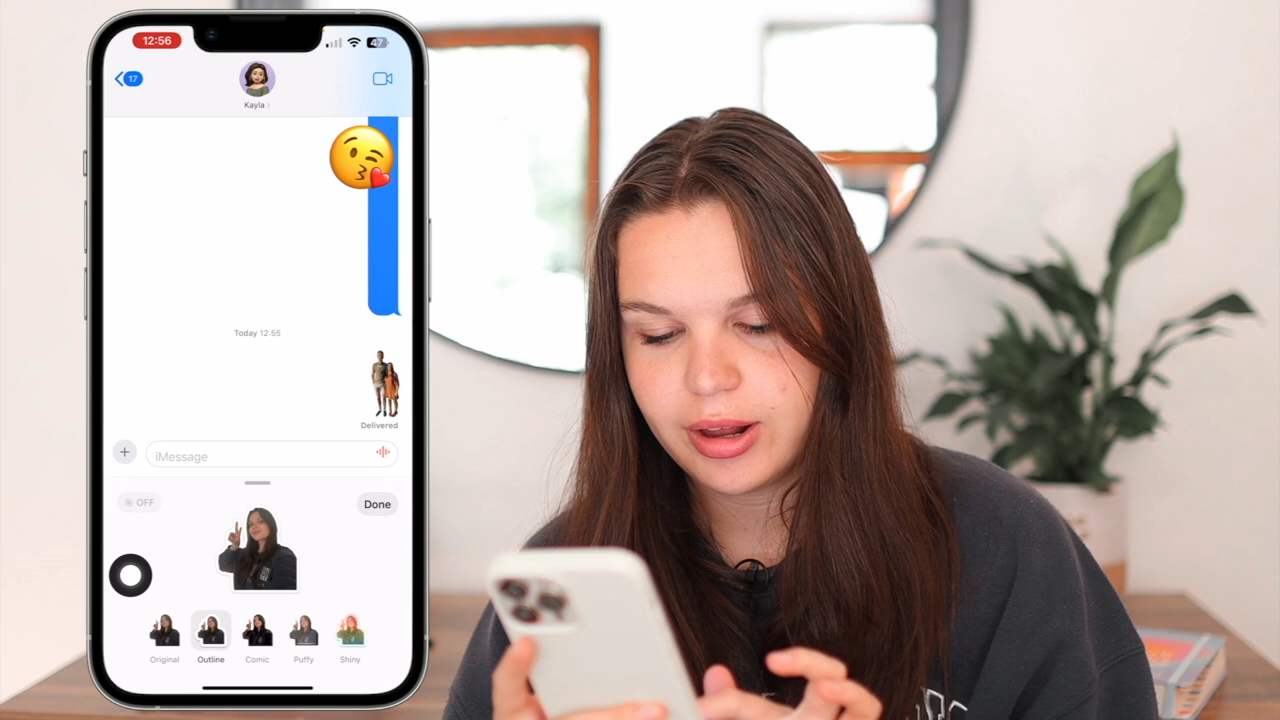 12:56
47
17
Kayla
Today 12:55
Delivered
iMessage
OFF
Done
Original
Outline
Comic
Puffy
Shiny